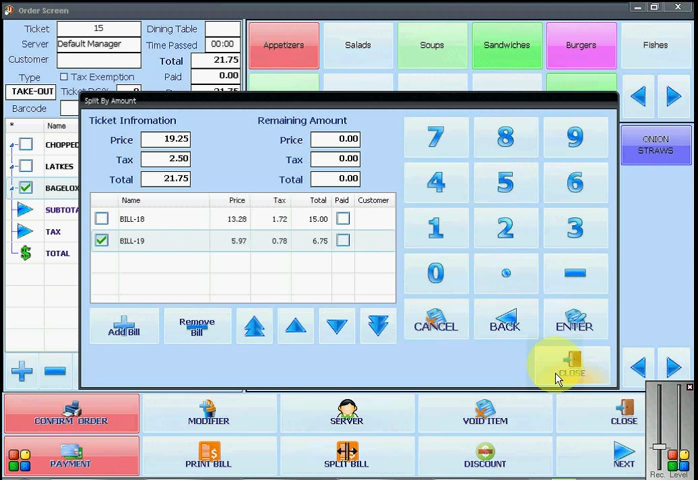 Order Screen
Ticket 15 Dining Table
Server Default Manager Time Passed 00:00
Customer Total 21.75
Type Tax Exemption Paid 0.00
TAKE-OUT 21.75
Barcode
Appetizers Salads Soups Sandwiches Burgers Fishes
ONION
STRAWS
* Name
CHOPPED
LATKES
BAGELOX
SUBTOTA
TAX
TOTAL
Split By Amount
Ticket Infromation Remaining Amount
Price 19.25 Price 0.00
Tax 2.50 Tax 0.00
Total 21.75 Total 0.00
Name Price Tax Total Paid Customer
BILL-18 13.28 1.72 15.00
BILL-19 5.97 0.78 6.75
Add Bill Remove
Bill
7 8 9
4 5 6
1 2 3
0 . -
CANCEL BACK ENTER
CLOSE
CONFIRM ORDER MODIFIER SERVER VOID ITEM CLOSE
PAYMENT PRINT BILL SPLIT BILL DISCOUNT NEXT
Rec. Level